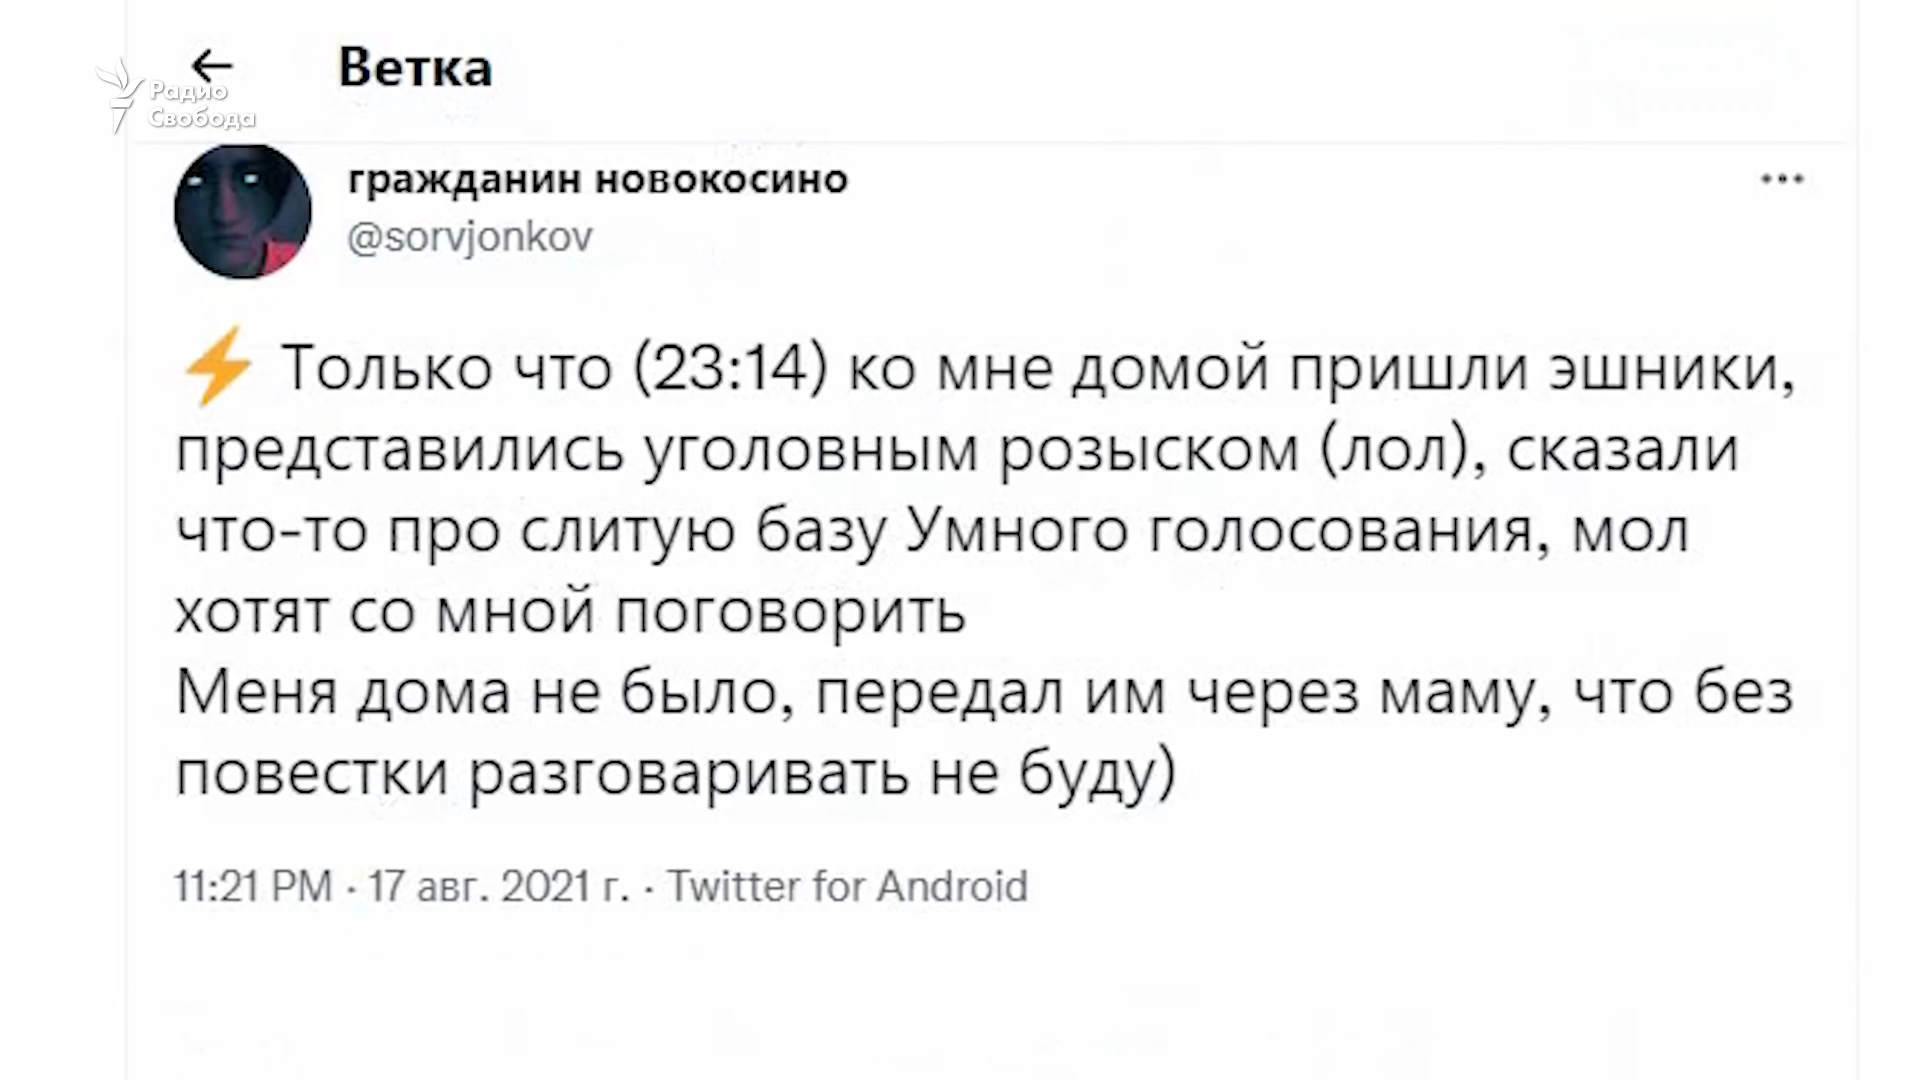 Ветка
Радио
Свобода
гражданин новокосино
@sorvjonkov
⚡ Только что (23:14) ко мне домой пришли эшники,
представились уголовным розыском (лол), сказали
что-то про слитую базу Умного голосования, мол
хотят со мной поговорить
Меня дома не было, передал им через маму, что без
повестки разговаривать не буду)
11:21 PM · 17 авг. 2021 г. · Twitter for Android